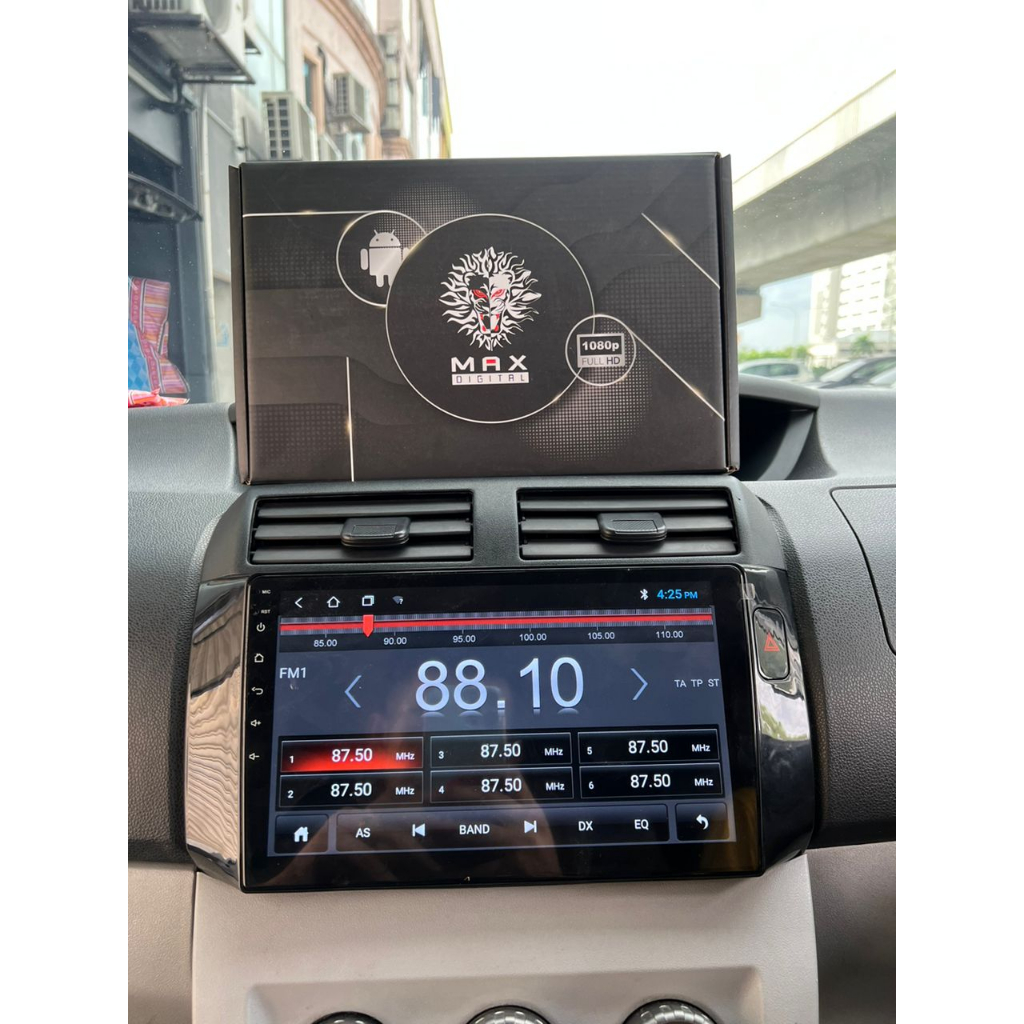 1080p
FULL HD
MAX
DIGITAL
MIC
RST
4:25 PM
85.00 90.00 95.00 100.00 105.00 110.00
FM1
88.10
TA TP ST
1 87.50 MHz
3 87.50 MHz
5 87.50 MHz
2 87.50 MHz
4 87.50 MHz
6 87.50 MHz
AS BAND DX EQ